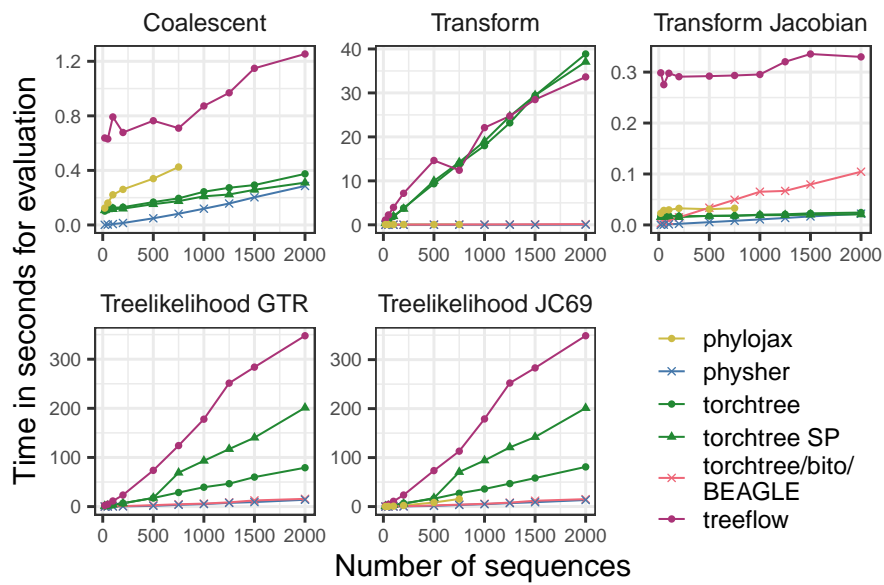 Coalescent Transform Transform Jacobian
1.2
0.8
0.4
0.0
0 500 1000 1500 2000
40
30
20
10
0
0 500 1000 1500 2000
0.3
0.2
0.1
0.0
0 500 1000 1500 2000
Treelikelihood GTR Treelikelihood JC69
300
200
100
0
0 500 1000 1500 2000
300
200
100
0
0 500 1000 1500 2000
Time in seconds for evaluation
Number of sequences
phylojax
physher
torchtree
torchtree SP
torchtree/bito/
BEAGLE
treeflow